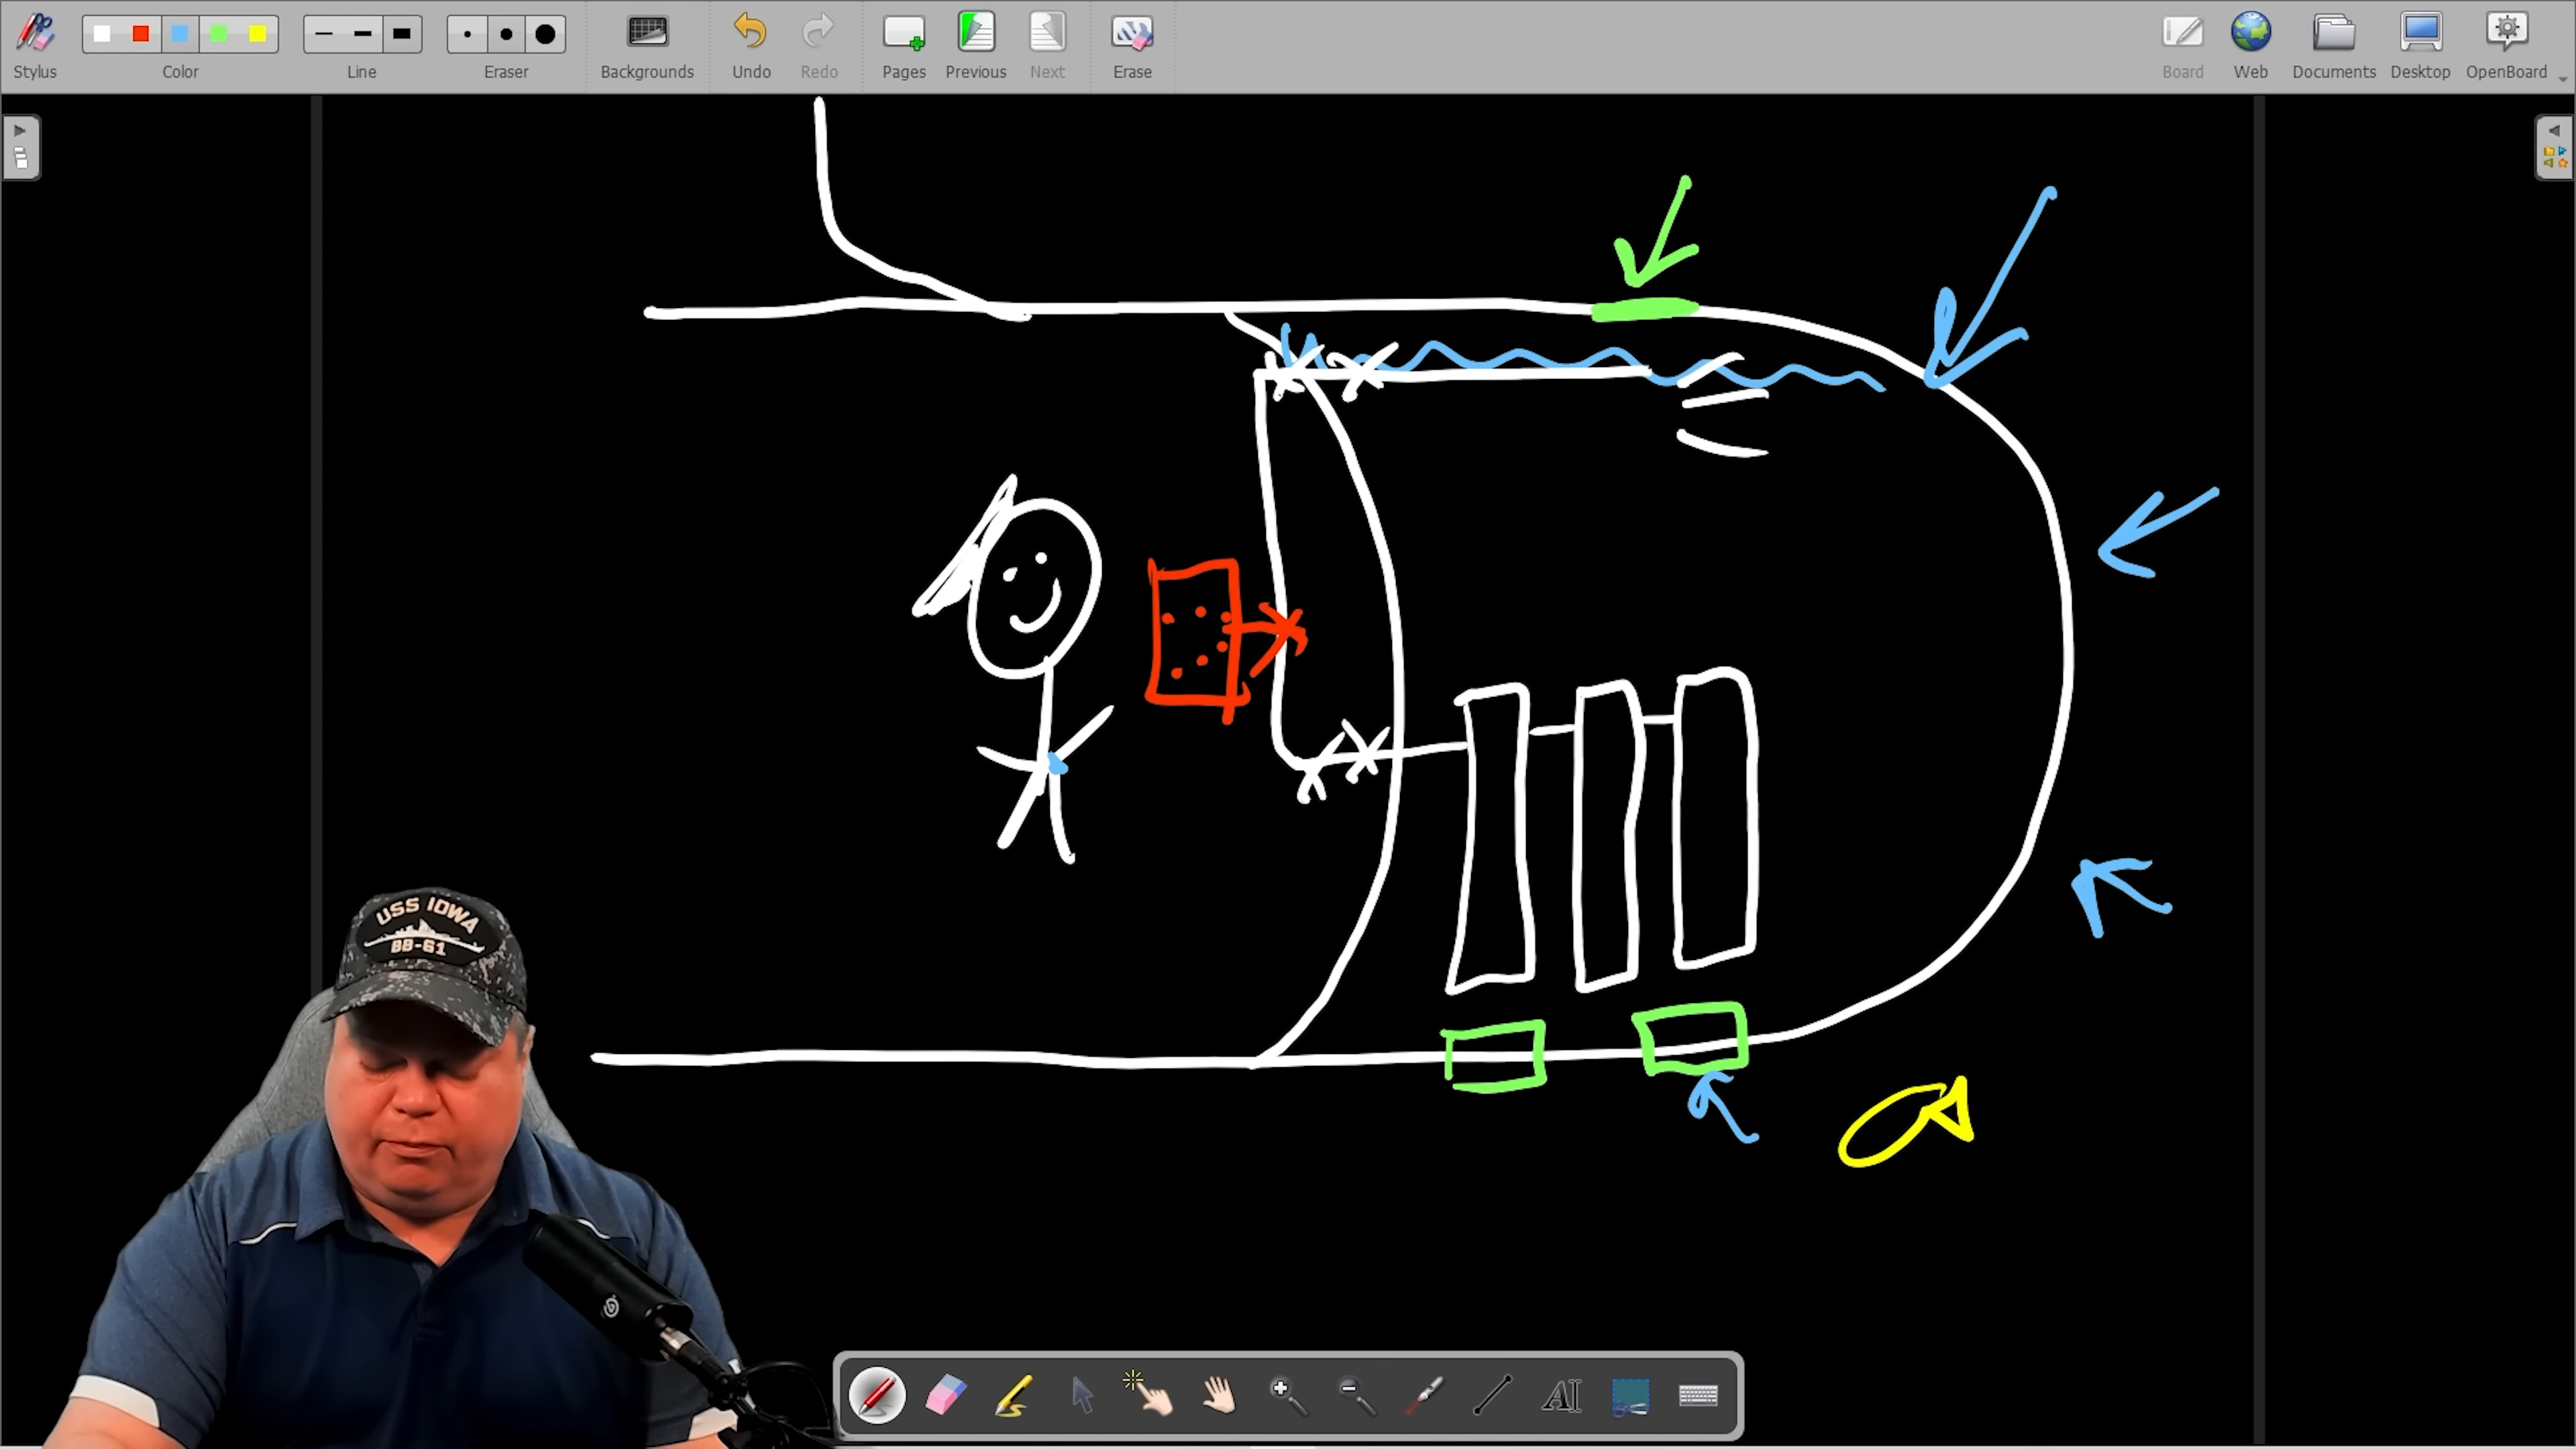 Stylus
Color
Line
Eraser
Backgrounds
Undo
Redo
Pages
Previous
Next
Erase
Board
Web
Documents
Desktop
OpenBoard
USS IOWA
BB-61
AI